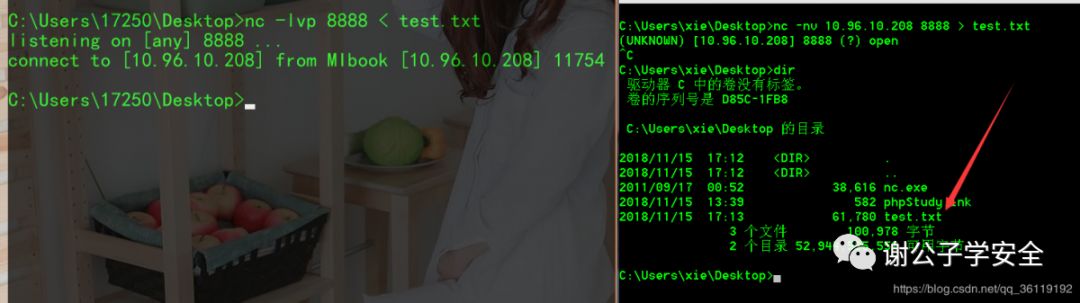 C:\Users\17250\Desktop>nc -lvp 8888 < test.txt
listening on [any] 8888 ...
connect to [10.96.10.208] from MIbook [10.96.10.208] 11754
C:\Users\17250\Desktop>
C:\Users\xie\Desktop>nc -nv 10.96.10.208 8888 > test.txt
(UNKNOWN) [10.96.10.208] 8888 (?) open
^C
C:\Users\xie\Desktop>dir
驱动器 C 中的卷没有标签。
卷的序列号是 D85C-1FB8
C:\Users\xie\Desktop 的目录
2018/11/15 17:12 <DIR> .
2018/11/15 17:12 <DIR> ..
2011/09/17 00:52 38,616 nc.exe
2018/11/15 13:39 582 phpStudy.lnk
2018/11/15 17:13 61,780 test.txt
3 个文件 100,978 字节
2 个目录 可用字节
C:\Users\xie\Desktop>
谢公子学安全
https://blog.csdn.net/qq_36119192